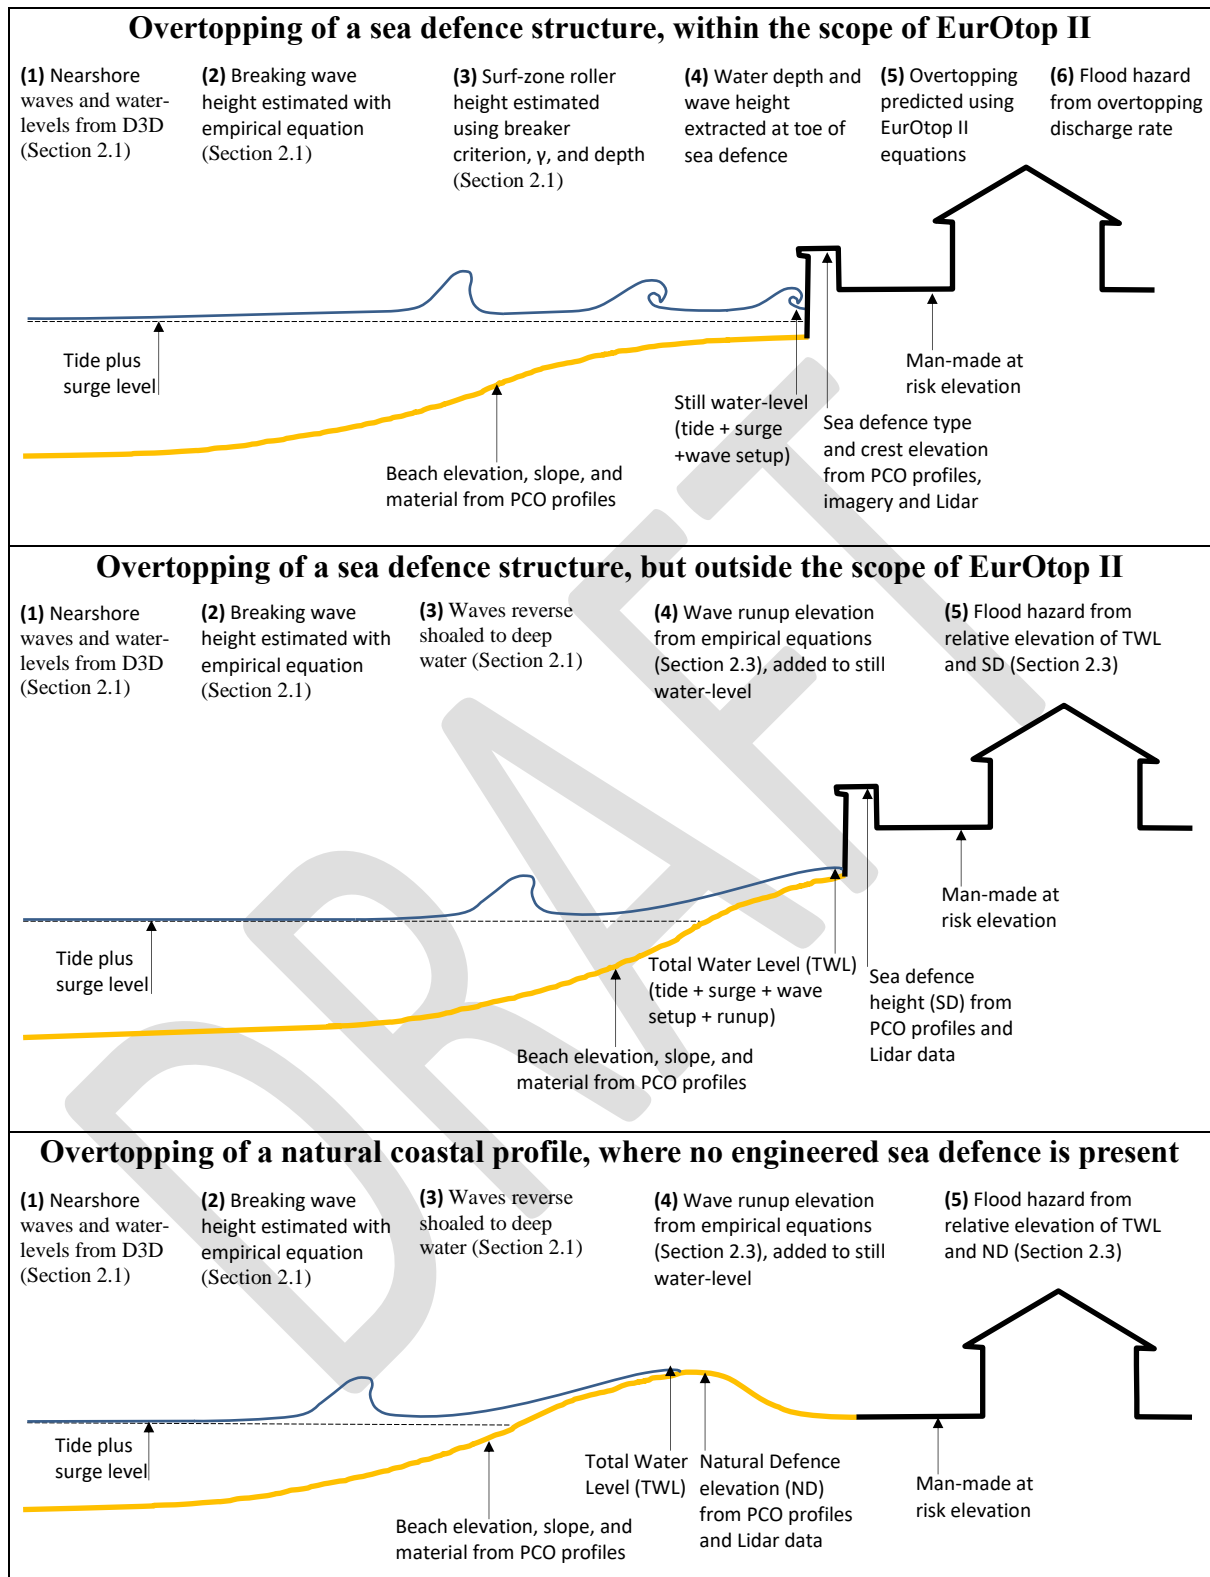 Overtopping of a sea defence structure, within the scope of EurOtop II
(1) Nearshore
waves and water-
levels from D3D
(Section 2.1)
(2) Breaking wave
height estimated with
empirical equation
(Section 2.1)
(3) Surf-zone roller
height estimated
using breaker
criterion, γ, and depth
(Section 2.1)
(4) Water depth and
wave height
extracted at toe of
sea defence
(5) Overtopping
predicted using
EurOtop II
equations
(6) Flood hazard
from overtopping
discharge rate
Tide plus
surge level
Beach elevation, slope, and
material from PCO profiles
Still water-level
(tide + surge
+wave setup)
Sea defence type
and crest elevation
from PCO profiles,
imagery and Lidar
Man-made at
risk elevation
Overtopping of a sea defence structure, but outside the scope of EurOtop II
(1) Nearshore
waves and water-
levels from D3D
(Section 2.1)
(2) Breaking wave
height estimated with
empirical equation
(Section 2.1)
(3) Waves reverse
shoaled to deep
water (Section 2.1)
(4) Wave runup elevation
from empirical equations
(Section 2.3), added to still
water-level
(5) Flood hazard from
relative elevation of TWL
and SD (Section 2.3)
Tide plus
surge level
Beach elevation, slope, and
material from PCO profiles
Total Water Level (TWL)
(tide + surge + wave
setup + runup)
Sea defence
height (SD) from
PCO profiles and
Lidar data
Man-made at
risk elevation
Overtopping of a natural coastal profile, where no engineered sea defence is present
(1) Nearshore
waves and water-
levels from D3D
(Section 2.1)
(2) Breaking wave
height estimated with
empirical equation
(Section 2.1)
(3) Waves reverse
shoaled to deep
water (Section 2.1)
(4) Wave runup elevation
from empirical equations
(Section 2.3), added to still
water-level
(5) Flood hazard from
relative elevation of TWL
and ND (Section 2.3)
Tide plus
surge level
Beach elevation, slope, and
material from PCO profiles
Total Water
Level (TWL)
Natural Defence
elevation (ND)
from PCO profiles
and Lidar data
Man-made at
risk elevation
DRAFT